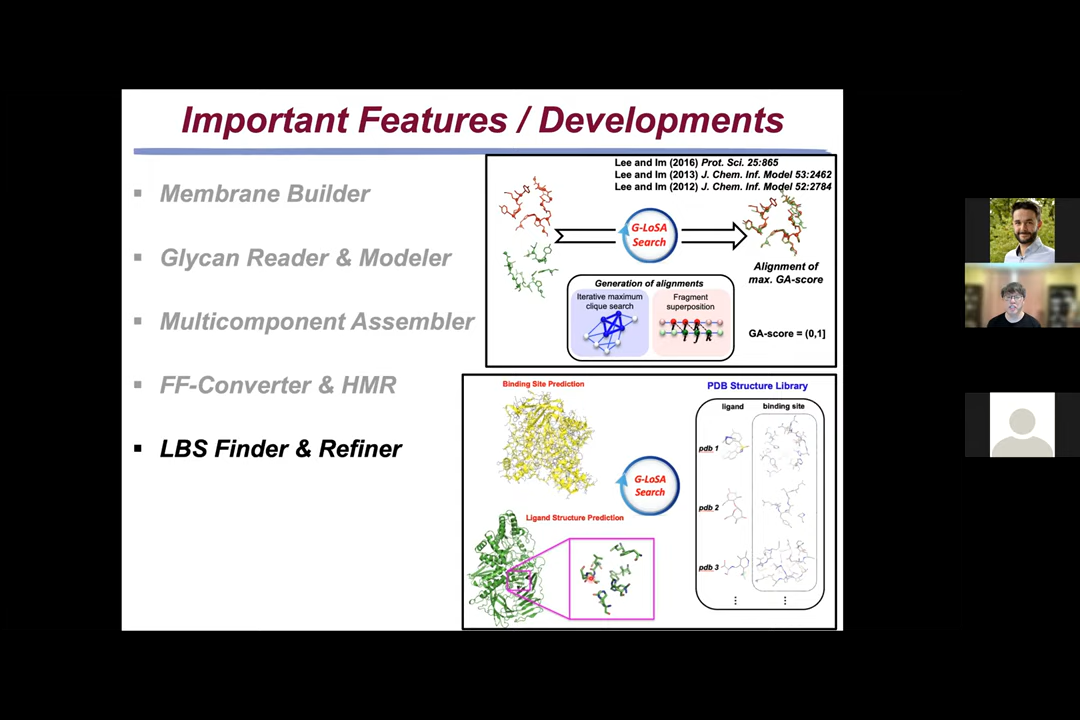 Important Features / Developments
▪ Membrane Builder
▪ Glycan Reader & Modeler
▪ Multicomponent Assembler
▪ FF-Converter & HMR
▪ LBS Finder & Refiner
Lee and Im (2016) Prot. Sci. 25:865
Lee and Im (2013) J. Chem. Inf. Model 53:2462
Lee and Im (2012) J. Chem. Inf. Model 52:2784
G-LoSA
Search
Alignment of
max. GA-score
Generation of alignments
Iterative maximum
clique search
Fragment
superposition
i j k
GA-score = (0,1]
Binding Site Prediction
G-LoSA
Search
Ligand Structure Prediction
PDB Structure Library
ligand binding site
pdb 1
pdb 2
pdb 3
⋮ ⋮